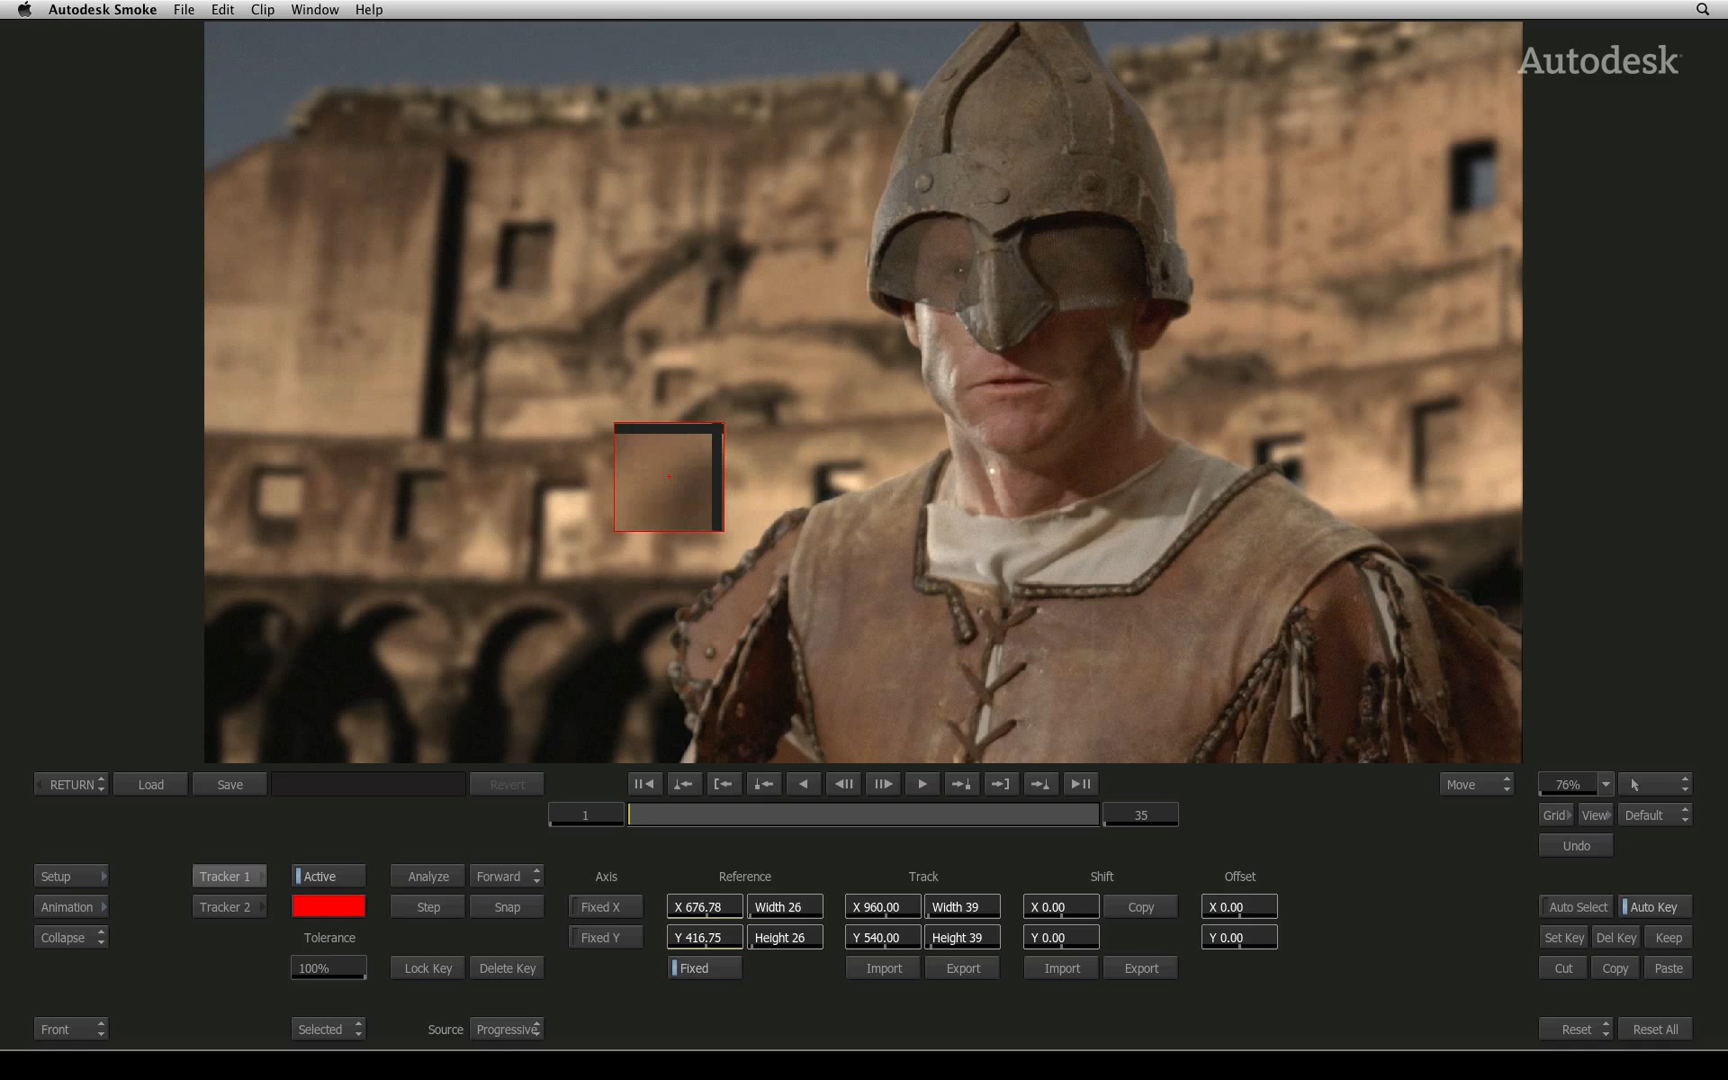 Autodesk Smoke File Edit Clip Window Help
Autodesk
RETURN Load Save Revert Move 76%
1 35 Grid View Default
Undo
Setup Tracker 1 Active Analyze Forward Axis Reference Track Shift Offset
Animation Tracker 2 Step Snap Fixed X X 676.78 Width 26 X 960.00 Width 39 X 0.00 Copy X 0.00 Auto Select Auto Key
Collapse Tolerance Fixed Y Y 416.75 Height 26 Y 540.00 Height 39 Y 0.00 Y 0.00 Set Key Del Key Keep
100% Lock Key Delete Key Fixed Import Export Import Export Cut Copy Paste
Front Selected Source Progressive Reset Reset All